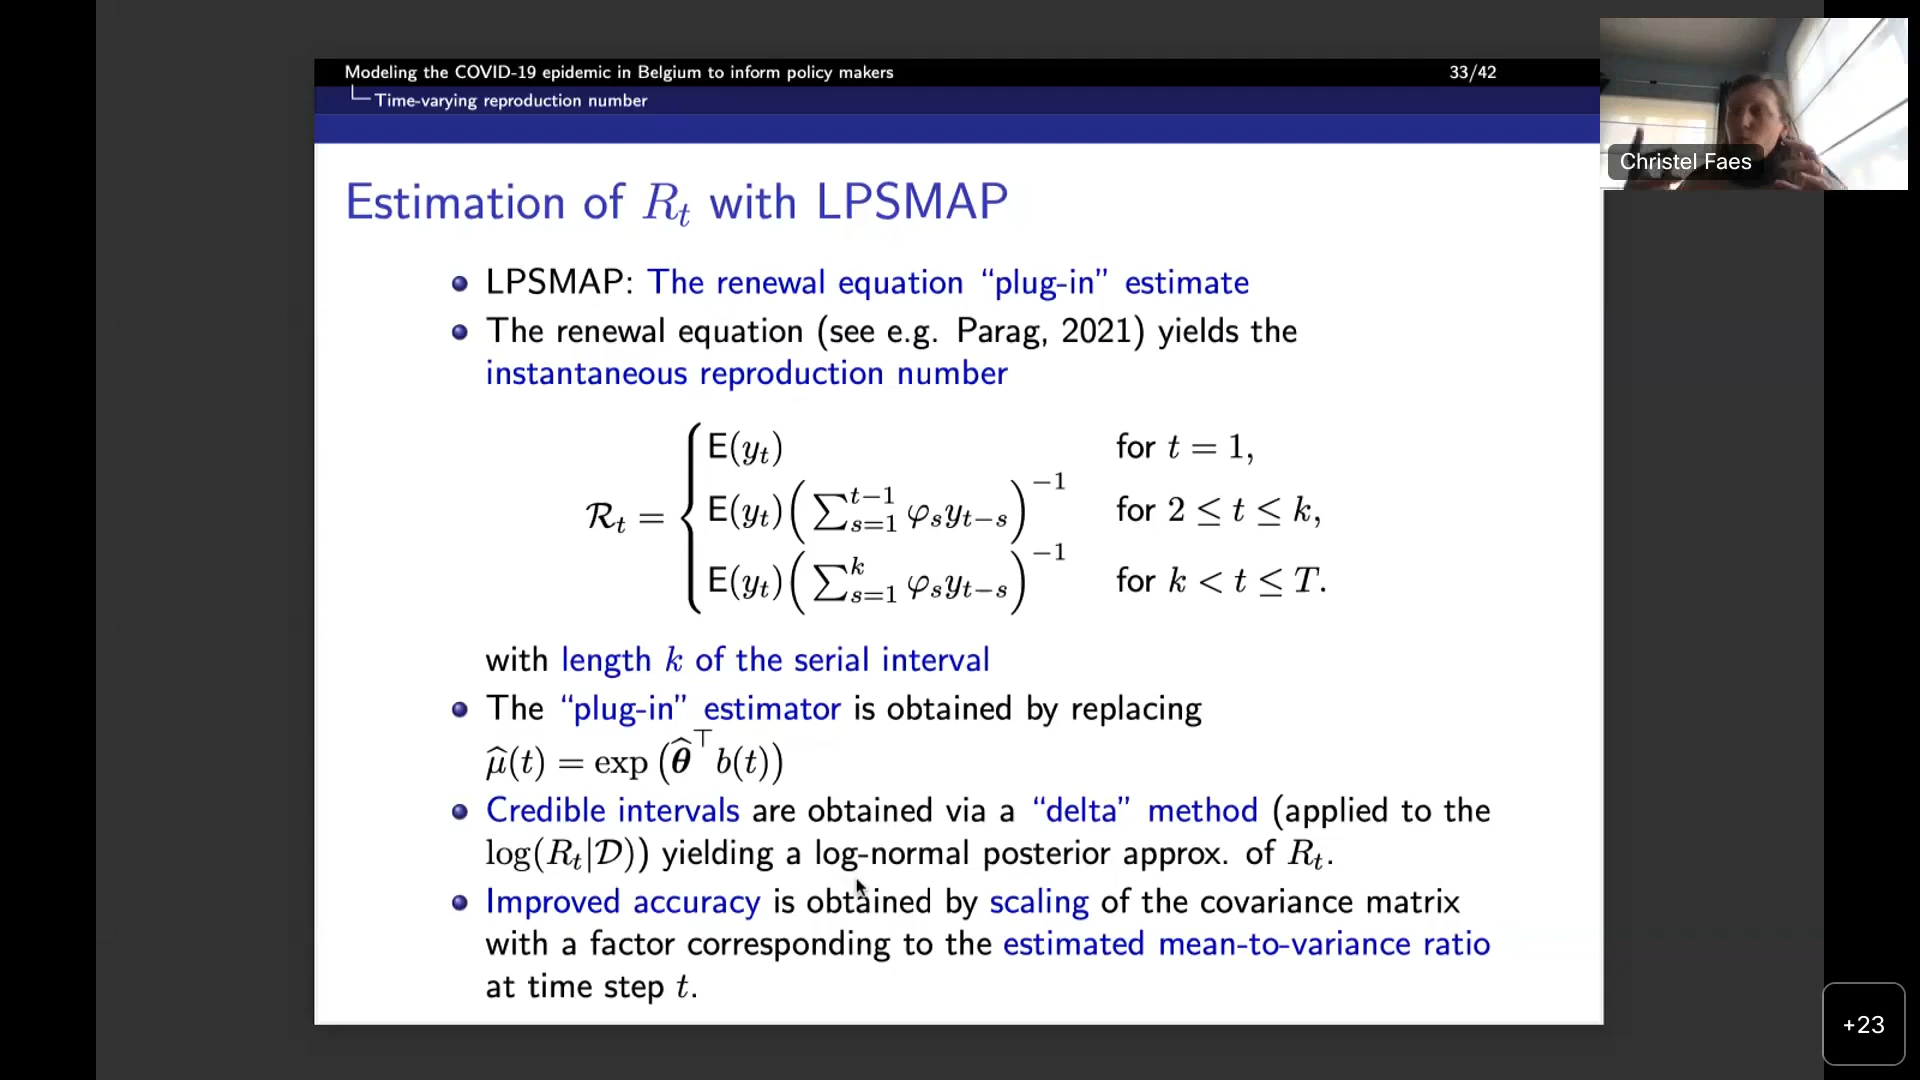 Modeling the COVID-19 epidemic in Belgium to inform policy makers 33/42
Time-varying reproduction number
Christel Faes
Estimation of R_t with LPSMAP
LPSMAP: The renewal equation “plug-in” estimate
The renewal equation (see e.g. Parag, 2021) yields the
instantaneous reproduction number
E(y_t) for t = 1,
ℛ_t = { E(y_t)(∑_{s=1}^{t−1} φ_s y_{t−s})^{−1} for 2 ≤ t ≤ k,
E(y_t)(∑_{s=1}^{k} φ_s y_{t−s})^{−1} for k < t ≤ T.
with length k of the serial interval
The “plug-in” estimator is obtained by replacing
μ̂(t) = exp(θ̂^⊤ b(t))
Credible intervals are obtained via a “delta” method (applied to the
log(R_t|𝒟)) yielding a log-normal posterior approx. of R_t.
Improved accuracy is obtained by scaling of the covariance matrix
with a factor corresponding to the estimated mean-to-variance ratio
at time step t.
+23